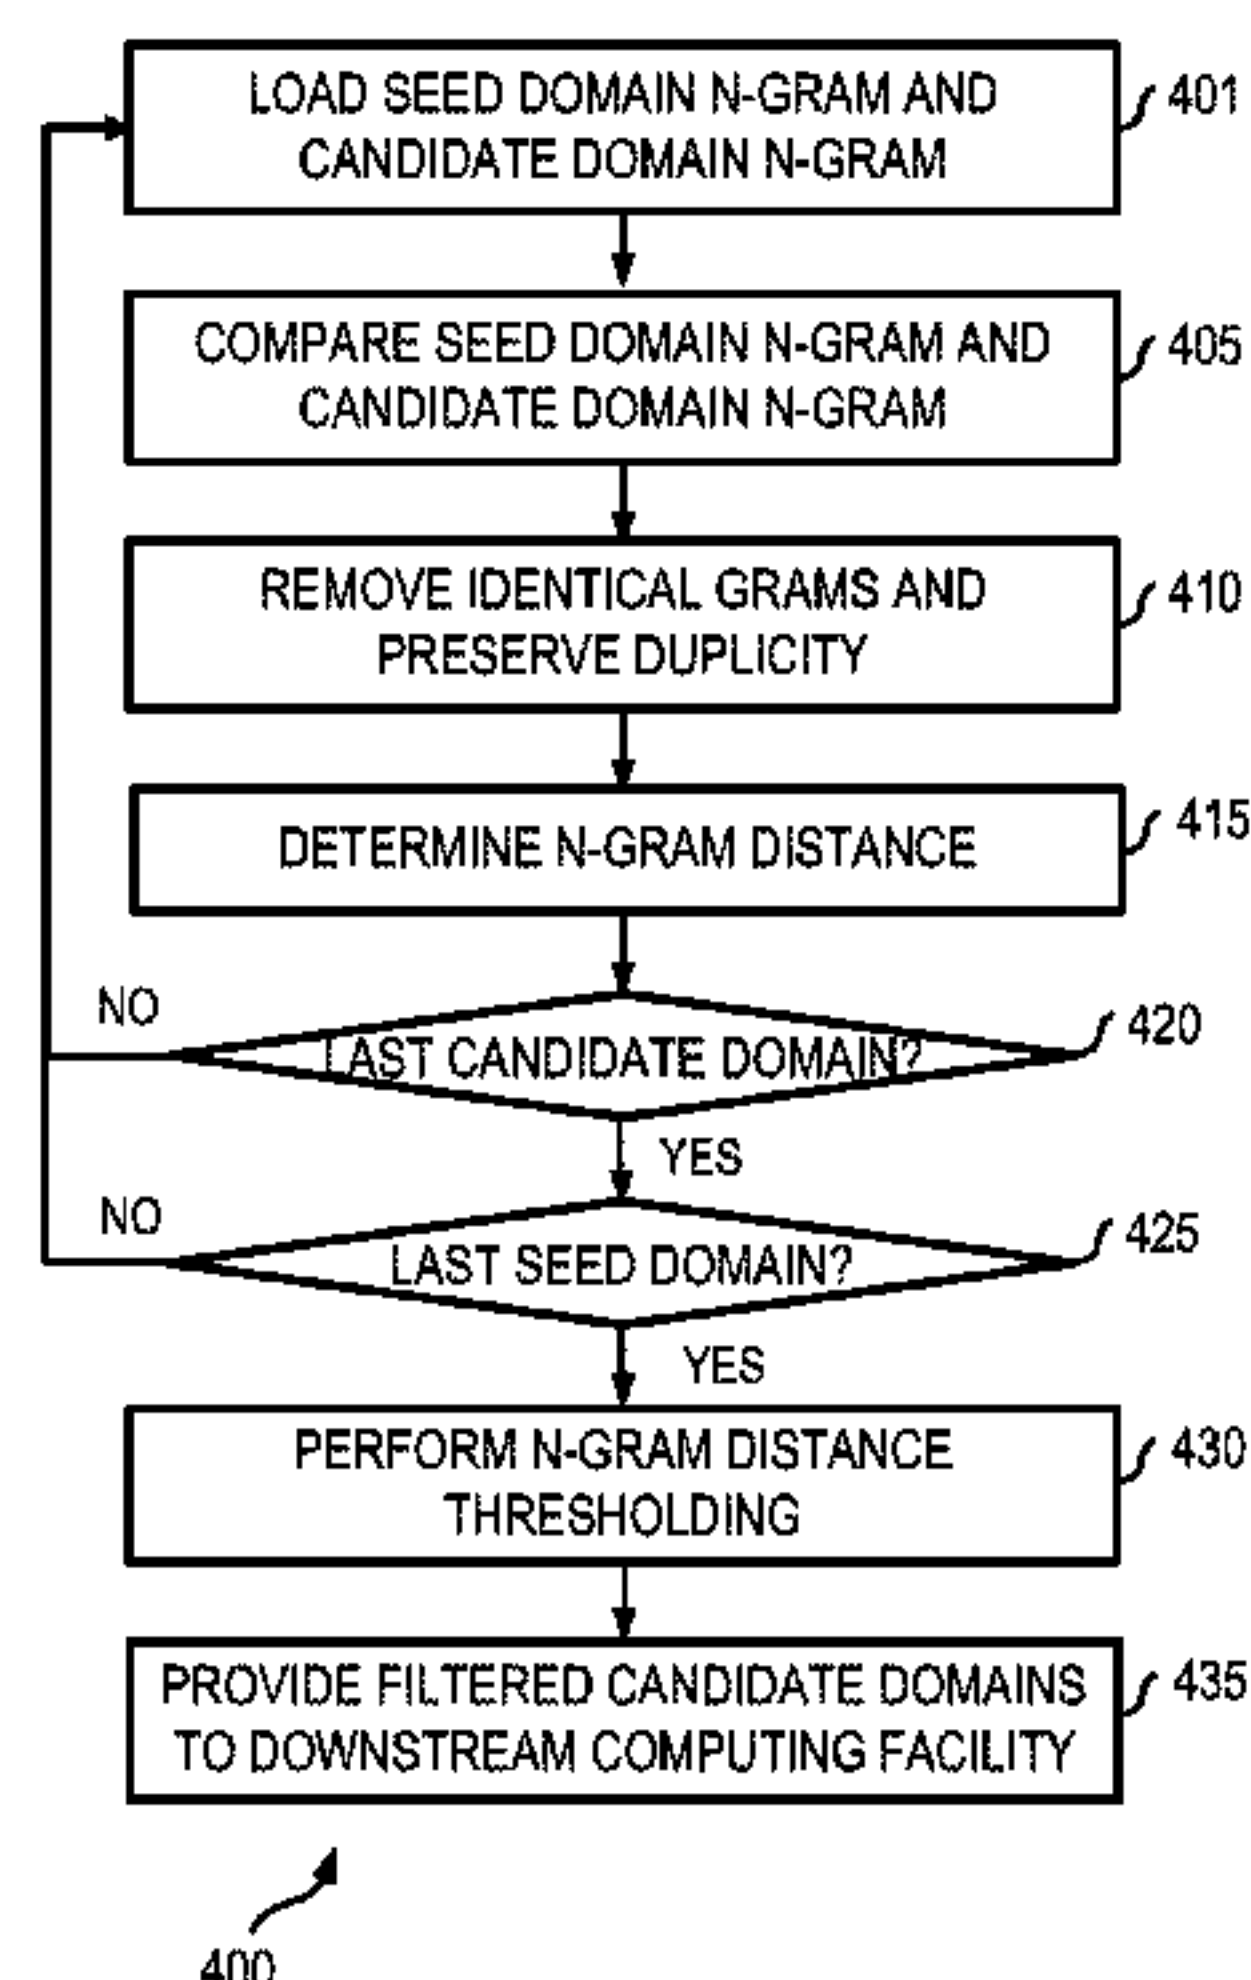 LOAD SEED DOMAIN N-GRAM AND
CANDIDATE DOMAIN N-GRAM
401
COMPARE SEED DOMAIN N-GRAM AND
CANDIDATE DOMAIN N-GRAM
405
REMOVE IDENTICAL GRAMS AND
PRESERVE DUPLICITY
410
DETERMINE N-GRAM DISTANCE
415
NO
LAST CANDIDATE DOMAIN?
420
YES
NO
LAST SEED DOMAIN?
425
YES
PERFORM N-GRAM DISTANCE
THRESHOLDING
430
PROVIDE FILTERED CANDIDATE DOMAINS
TO DOWNSTREAM COMPUTING FACILITY
435
400